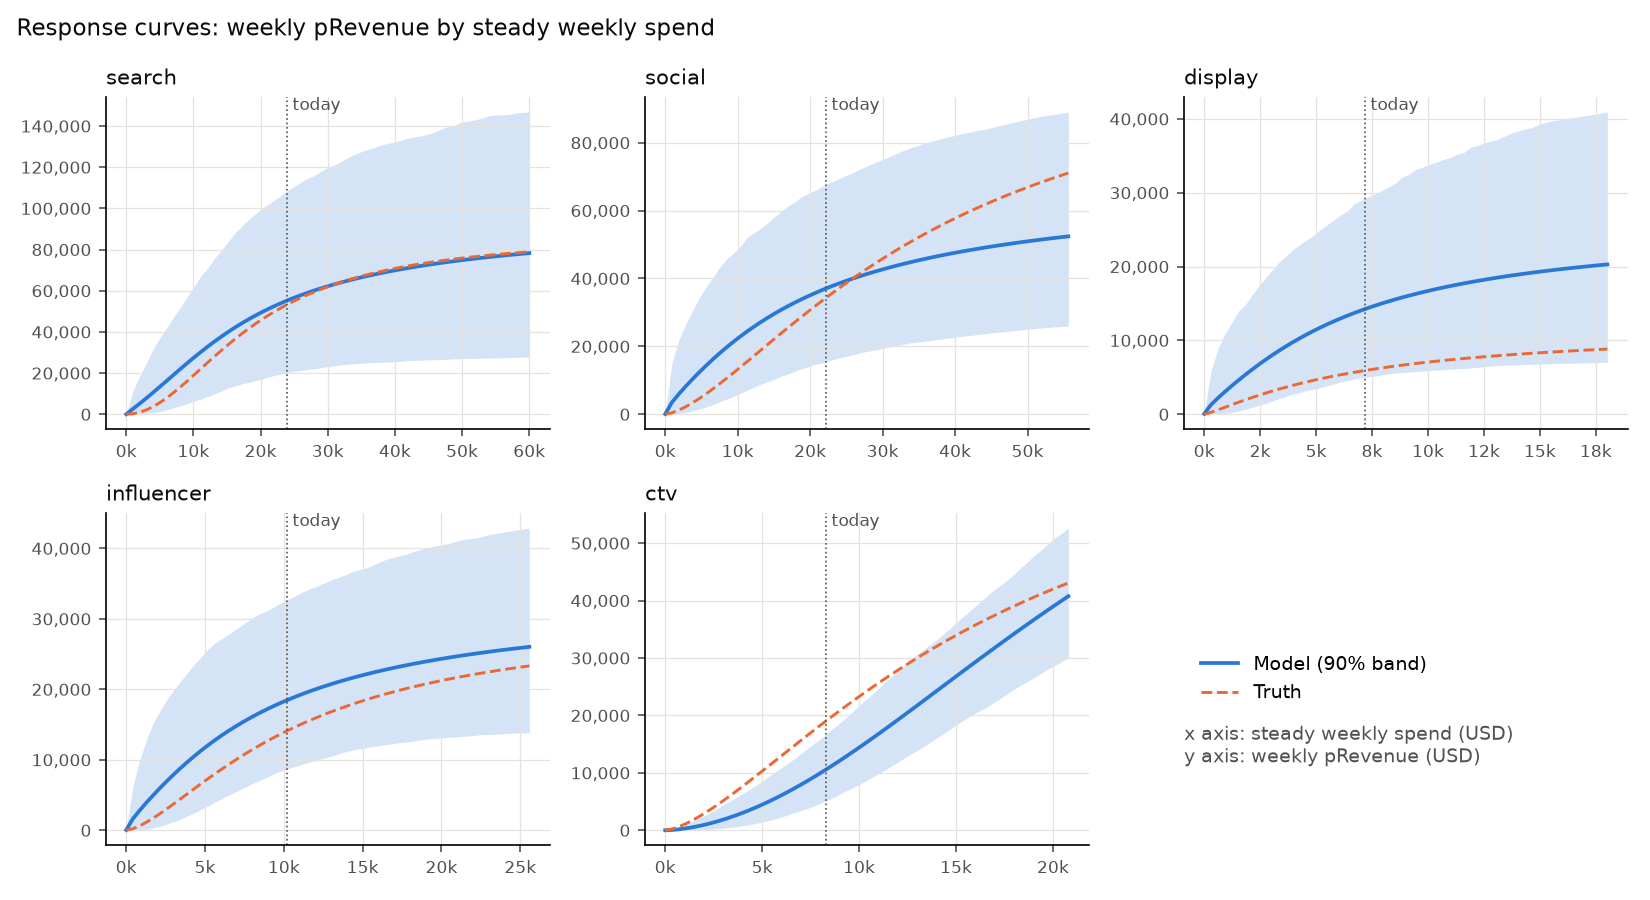 Response curves: weekly pRevenue by steady weekly spend
search
today
140,000
120,000
100,000
80,000
60,000
40,000
20,000
0
0k 10k 20k 30k 40k 50k 60k
social
today
80,000
60,000
40,000
20,000
0
0k 10k 20k 30k 40k 50k
display
today
40,000
30,000
20,000
10,000
0
0k 2k 5k 8k 10k 12k 15k 18k
influencer
today
40,000
30,000
20,000
10,000
0
0k 5k 10k 15k 20k 25k
ctv
today
50,000
40,000
30,000
20,000
10,000
0
0k 5k 10k 15k 20k
Model (90% band)
Truth
x axis: steady weekly spend (USD)
y axis: weekly pRevenue (USD)